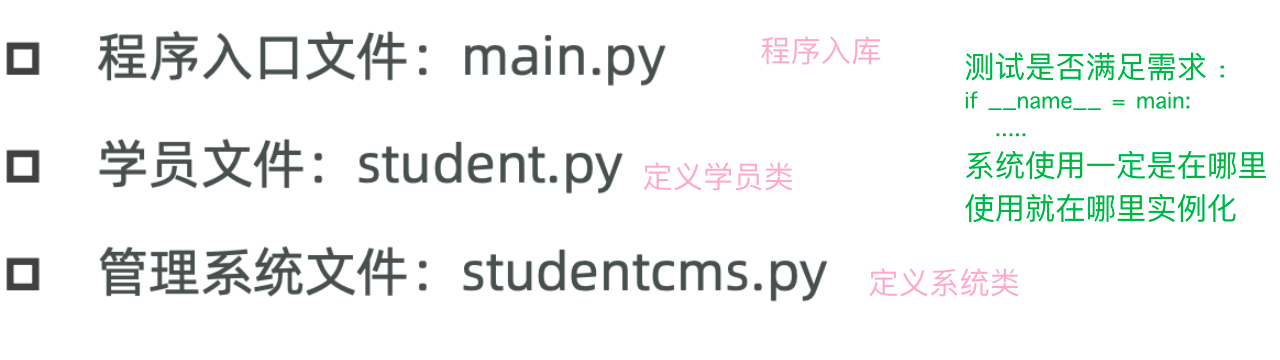 程序入口文件：main.py
程序入库
学员文件：student.py
定义学员类
管理系统文件：studentcms.py
定义系统类
测试是否满足需求：
if __name__ = main:
.....
系统使用一定是在哪里
使用就在哪里实例化